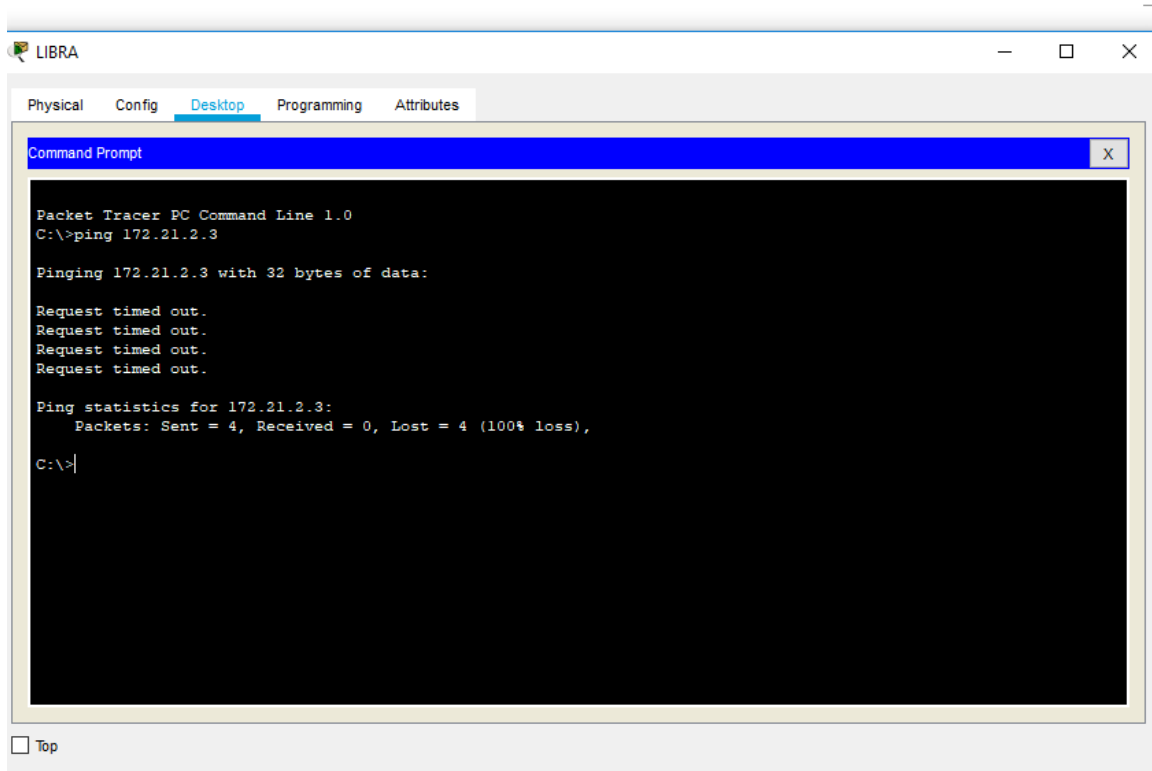 LIBRA
Physical Config Desktop Programming Attributes
Command Prompt
X
Packet Tracer PC Command Line 1.0
C:\>ping 172.21.2.3
Pinging 172.21.2.3 with 32 bytes of data:
Request timed out.
Request timed out.
Request timed out.
Request timed out.
Ping statistics for 172.21.2.3:
Packets: Sent = 4, Received = 0, Lost = 4 (100% loss),
C:\>
Top